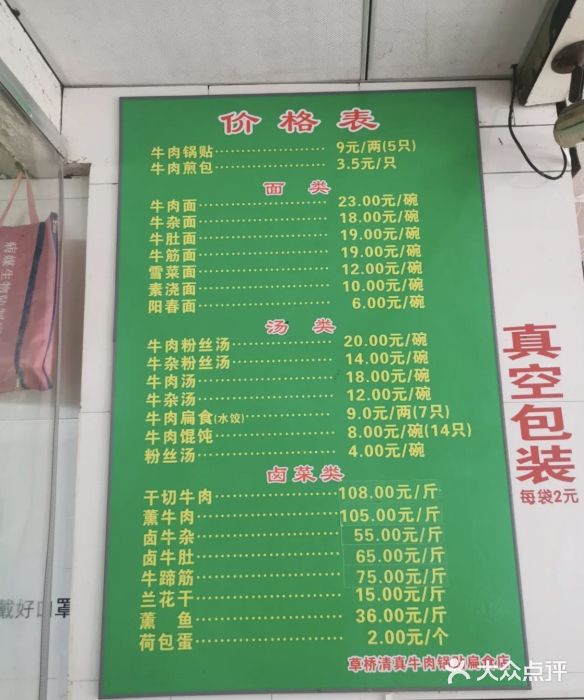 价格表
牛肉锅贴 9元/两(5只)
牛肉煎包 3.5元/只
面类
牛肉面 23.00元/碗
牛杂面 18.00元/碗
牛肚面 19.00元/碗
牛筋面 19.00元/碗
雪菜面 12.00元/碗
素浇面 10.00元/碗
阳春面 6.00元/碗
汤类
牛肉粉丝汤 20.00元/碗
牛杂粉丝汤 14.00元/碗
牛肉汤 18.00元/碗
牛杂汤 12.00元/碗
牛肉扁食(水饺) 9.0元/两(7只)
牛肉馄饨 8.00元/碗(14只)
粉丝汤 4.00元/碗
卤菜类
干切牛肉 108.00元/斤
薰牛肉 105.00元/斤
卤牛杂 55.00元/斤
卤牛肚 65.00元/斤
牛蹄筋 75.00元/斤
兰花干 15.00元/斤
薰鱼 36.00元/斤
荷包蛋 2.00元/个
草桥清真牛肉锅贴扁食店
真空包装
每袋2元
戴好口罩
大众点评